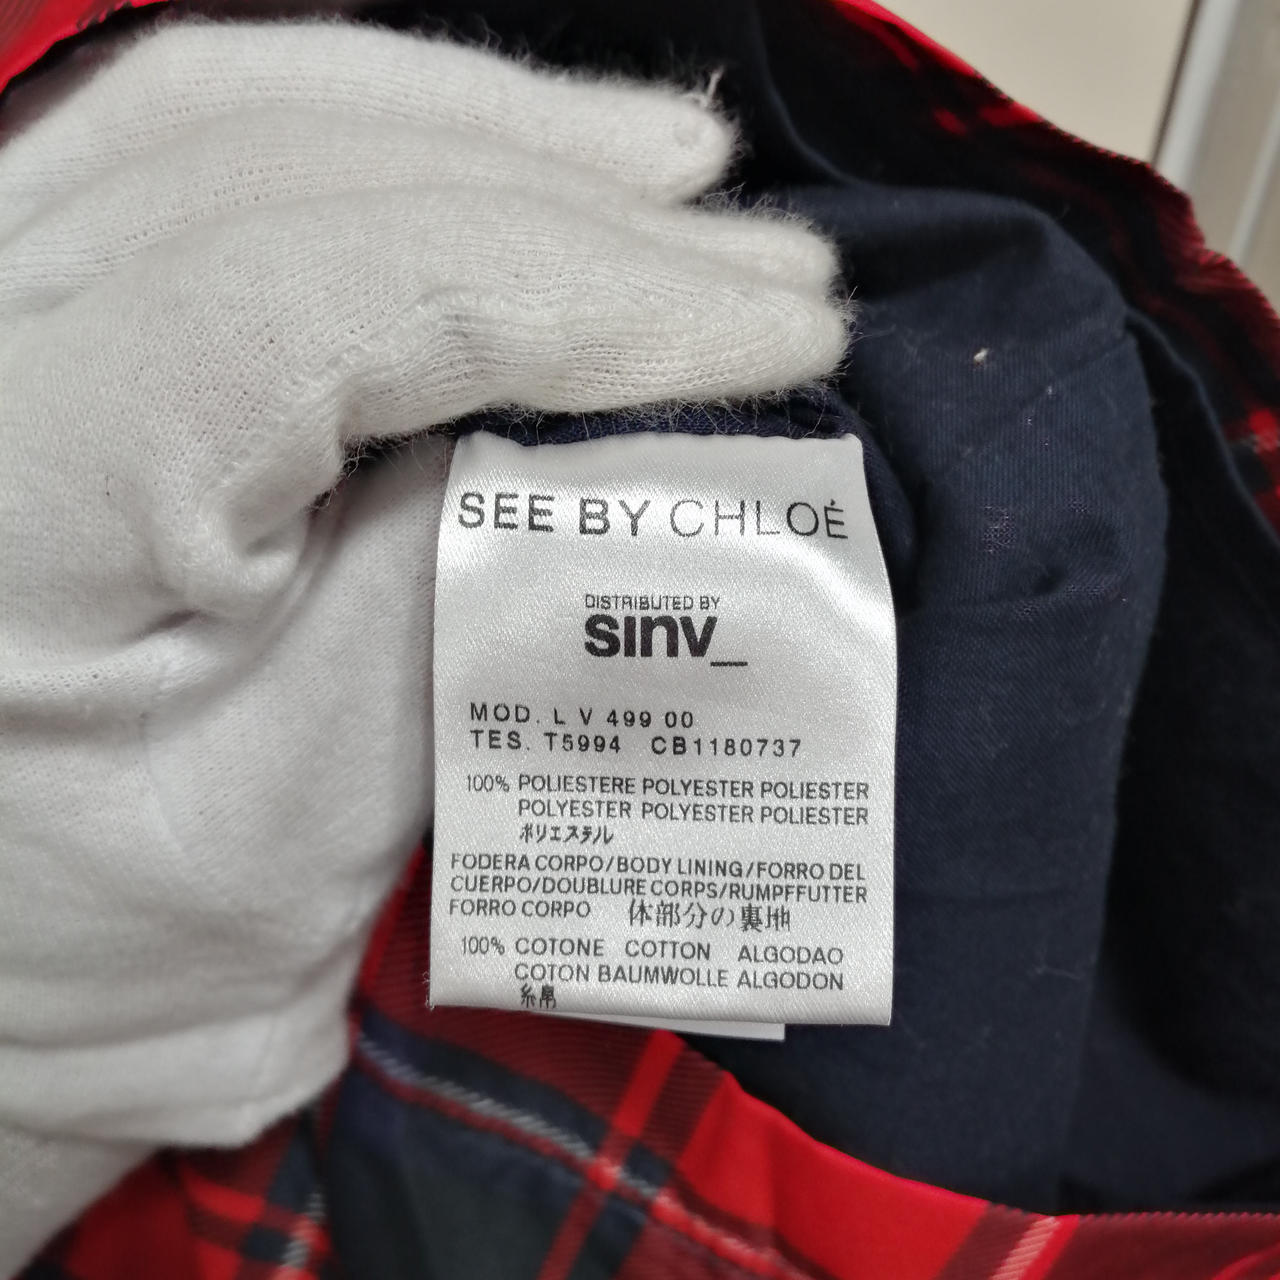 SEE BY CHLOÉ
DISTRIBUTED BY
sinv_
MOD. L V 499 00
TES. T5994 CB1180737
100% POLIESTERE POLYESTER POLIESTER
POLYESTER POLYESTER POLIESTER
ポリエステル
FODERA CORPO/BODY LINING/FORRO DEL
CUERPO/DOUBLURE CORPS/RUMPFFUTTER
FORRO CORPO 体部分の裏地
100% COTONE COTTON ALGODAO
COTON BAUMWOLLE ALGODON
糸帛